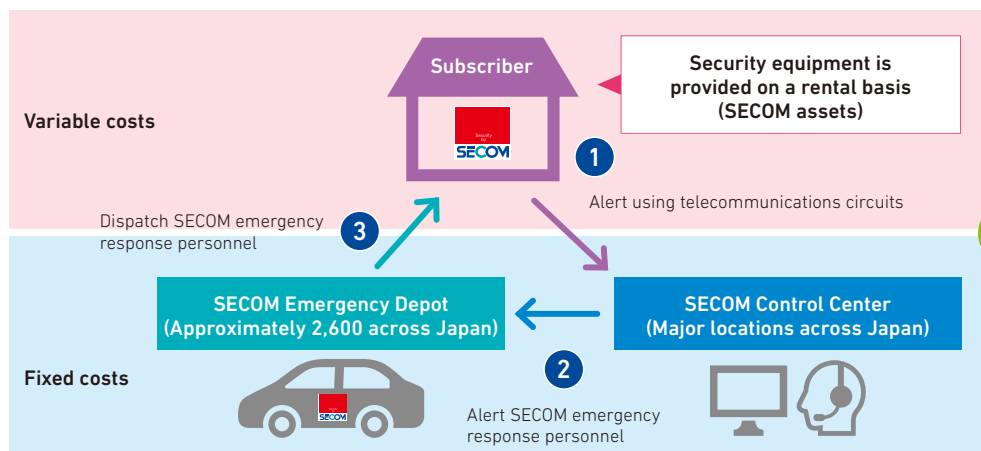 Subscriber
Security equipment is
provided on a rental basis
(SECOM assets)
Variable costs
Security
by
SECOM
1
Alert using telecommunications circuits
Dispatch SECOM emergency
response personnel
3
SECOM Emergency Depot
(Approximately 2,600 across Japan)
SECOM Control Center
(Major locations across Japan)
2
Fixed costs
SECOM
Alert SECOM emergency
response personnel